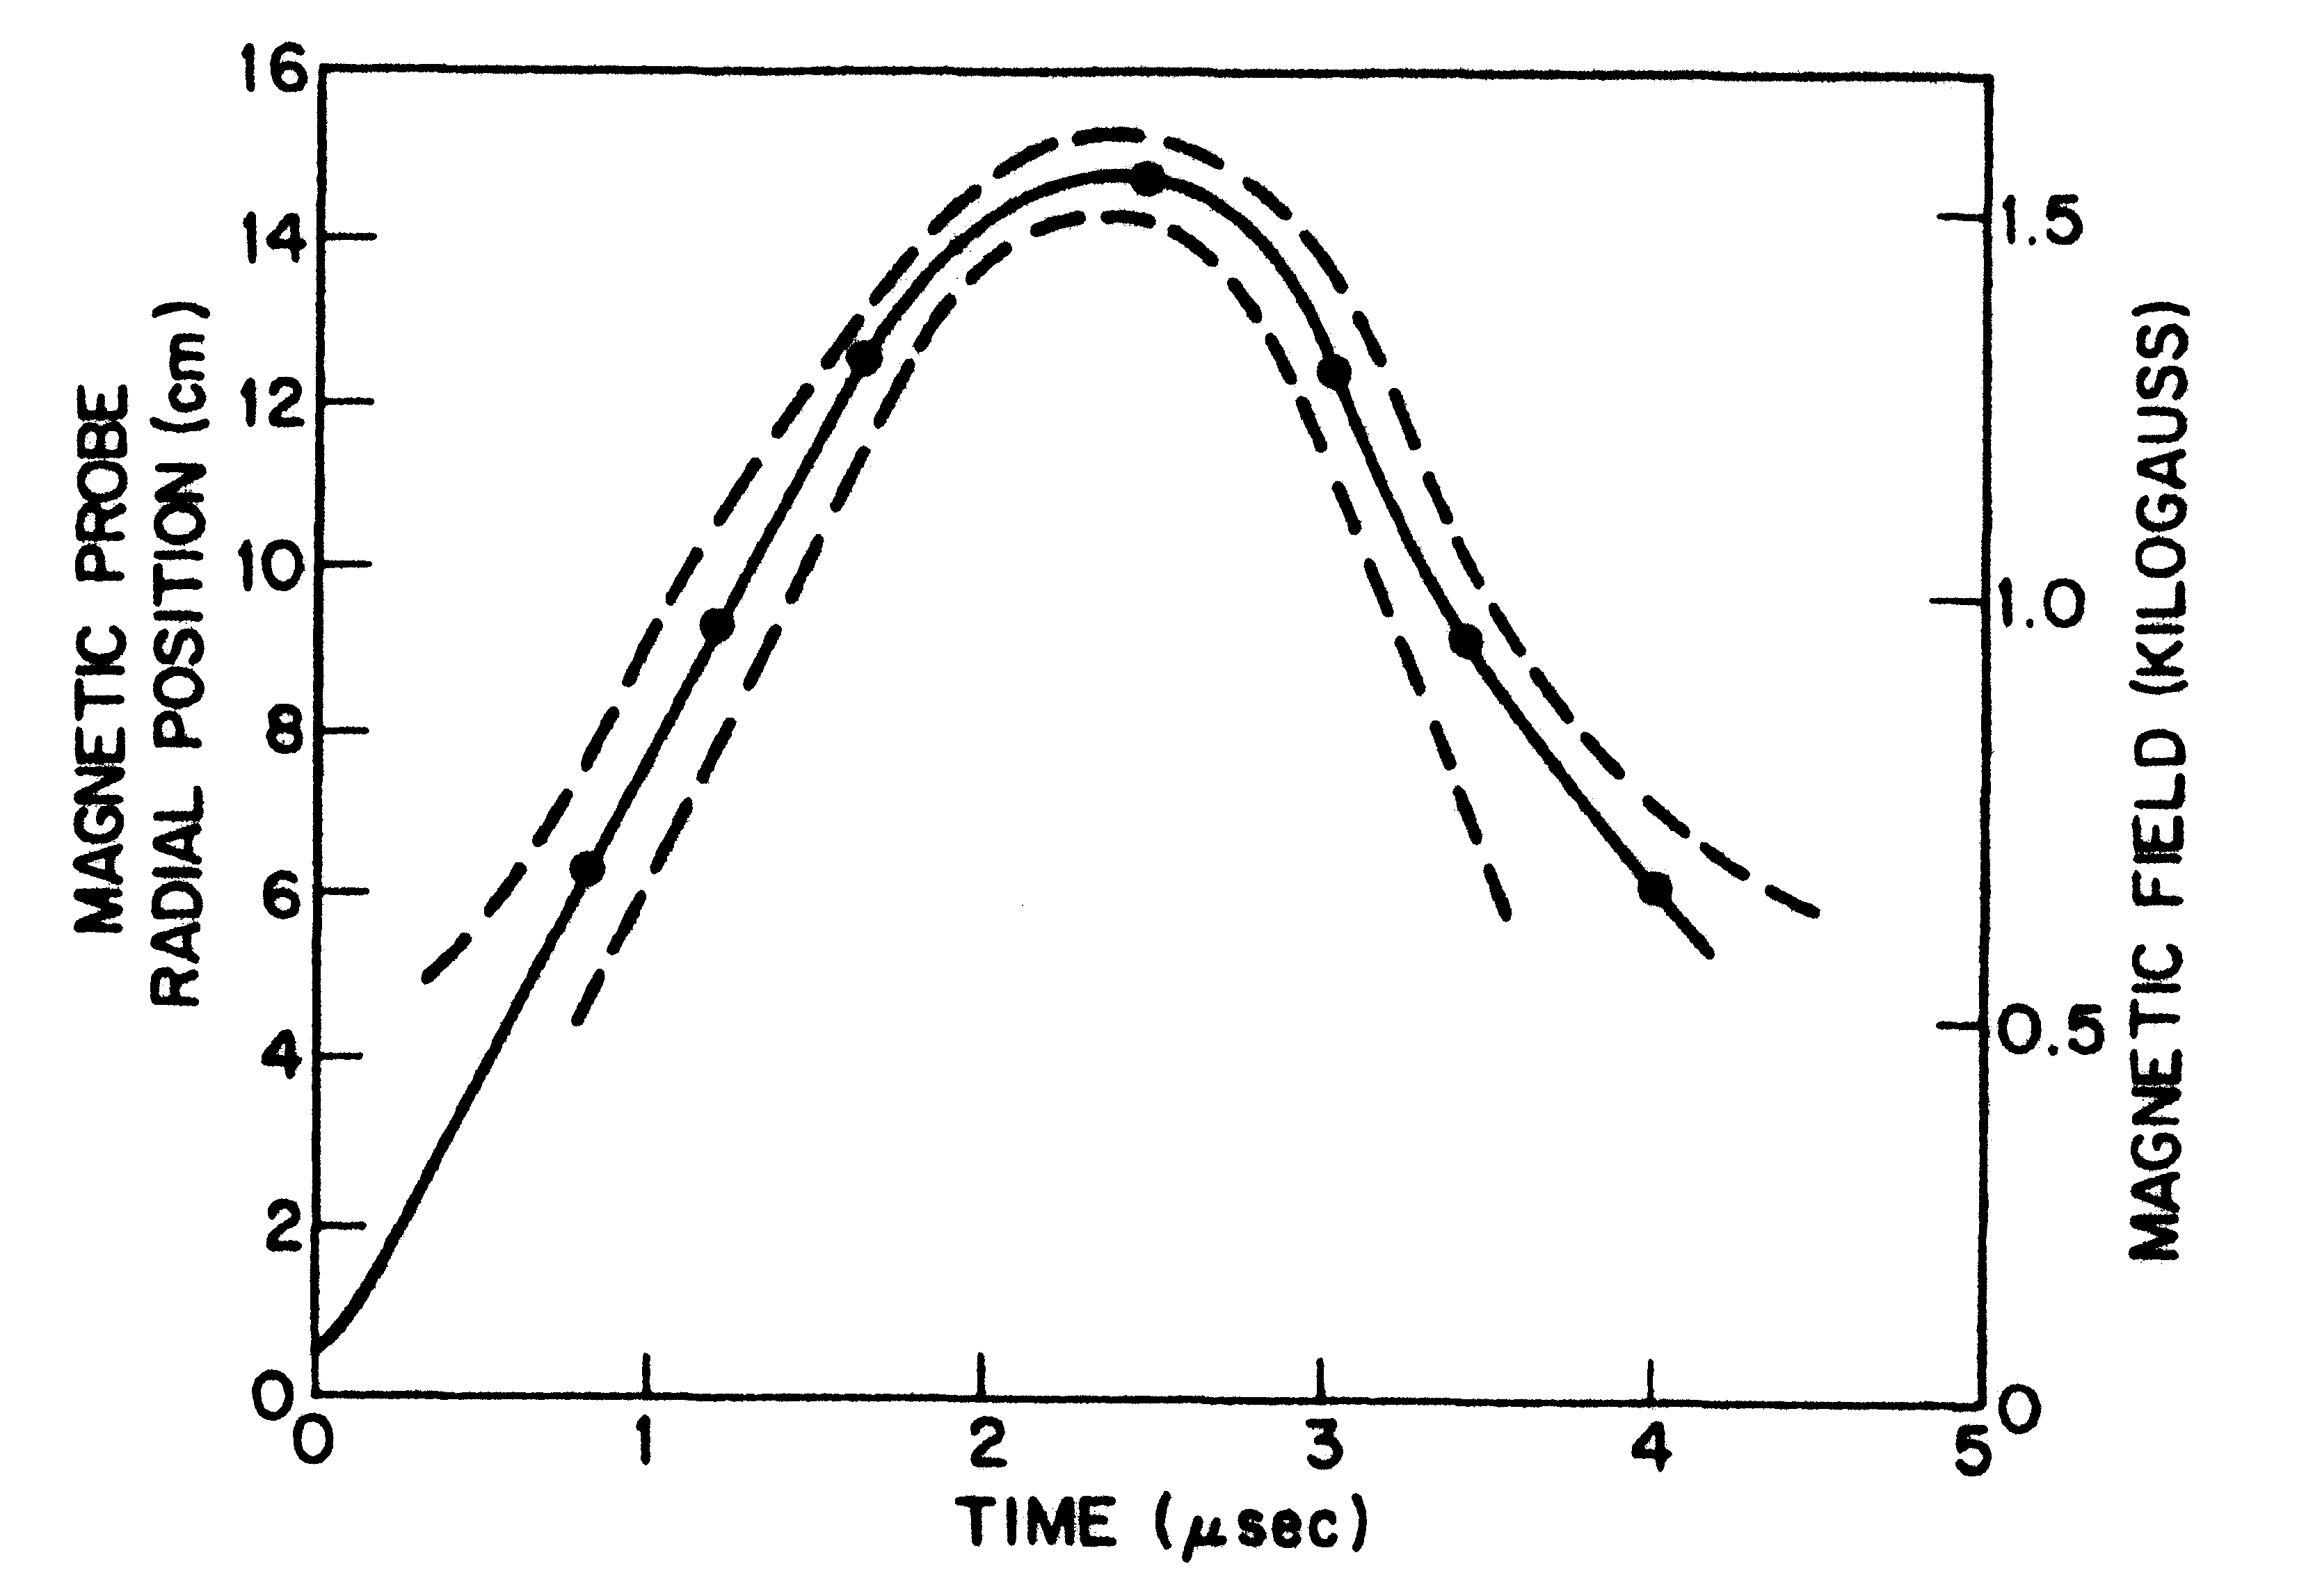 MAGNETIC PROBE
RADIAL POSITION (cm)
16
14
12
10
8
6
4
2
0
0 1 2 3 4 5
TIME (μsec)
1.5
1.0
0.5
0
MAGNETIC FIELD (KILOGAUSS)